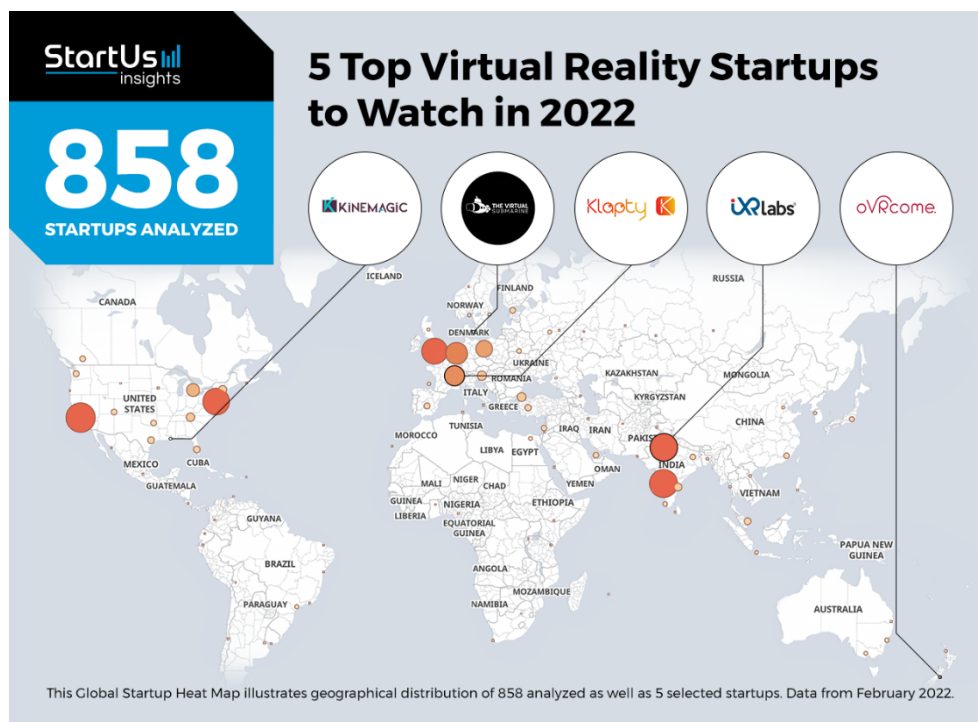 StartUs
insights
858
STARTUPS ANALYZED
5 Top Virtual Reality Startups
to Watch in 2022
KiNEMAGiC
THE VIRTUAL
SUBMARINE
Klapty
iXRlabs®
oVRcome.
ICELAND
RUSSIA
CANADA
FINLAND
NORWAY
DENMARK
UKRAINE
KAZAKHSTAN
MONGOLIA
ROMANIA
UNITED
STATES
ITALY
KYRGYZSTAN
GREECE
CHINA
TUNISIA
IRAQ
IRAN
PAKIST
MOROCCO
LIBYA
EGYPT
INDIA
MEXICO
CUBA
OMAN
GUATEMALA
MALI
NIGER
CHAD
YEMEN
VIETNAM
GUINEA
NIGERIA
ETHIOPIA
LIBERIA
GUYANA
EQUATORIAL
GUINEA
PAPUA NEW
GUINEA
BRAZIL
ANGOLA
MOZAMBIQUE
PARAGUAY
NAMIBIA
AUSTRALIA
This Global Startup Heat Map illustrates geographical distribution of 858 analyzed as well as 5 selected startups. Data from February 2022.